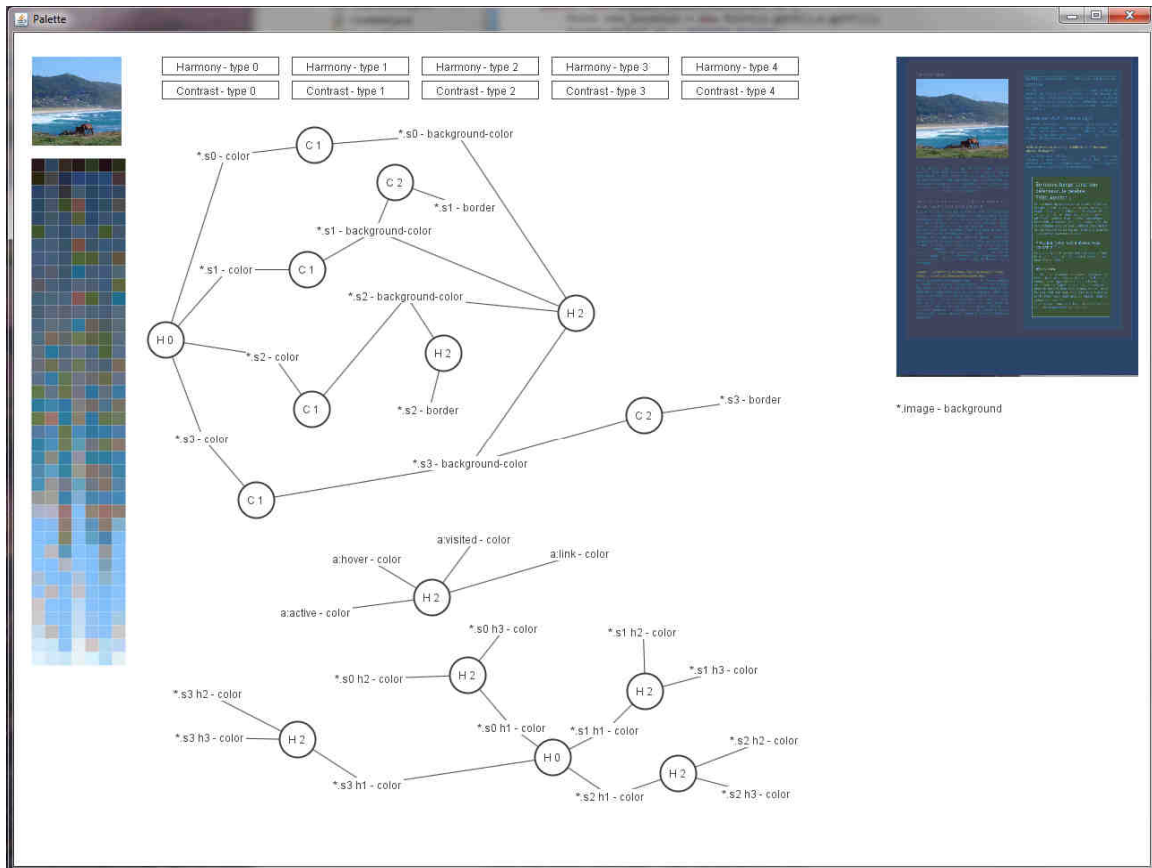 Palette
Harmony - type 0
Harmony - type 1
Harmony - type 2
Harmony - type 3
Harmony - type 4
Contrast - type 0
Contrast - type 1
Contrast - type 2
Contrast - type 3
Contrast - type 4
*.s0 - background-color
C 1
*.s0 - color
C 2
*.s1 - border
*.s1 - background-color
*.s1 - color
C 1
*.s2 - background-color
H 2
H 0
*.s2 - color
H 2
C 1
*.s2 - border
*.s3 - border
C 2
*.image - background
*.s3 - color
*.s3 - background-color
C 1
a:visited - color
a:hover - color
a:link - color
H 2
a:active - color
*.s0 h3 - color
*.s1 h2 - color
*.s0 h2 - color
H 2
*.s1 h3 - color
H 2
*.s3 h2 - color
*.s0 h1 - color
*.s1 h1 - color
*.s3 h3 - color
H 2
*.s2 h2 - color
H 0
H 2
*.s3 h1 - color
*.s2 h1 - color
*.s2 h3 - color